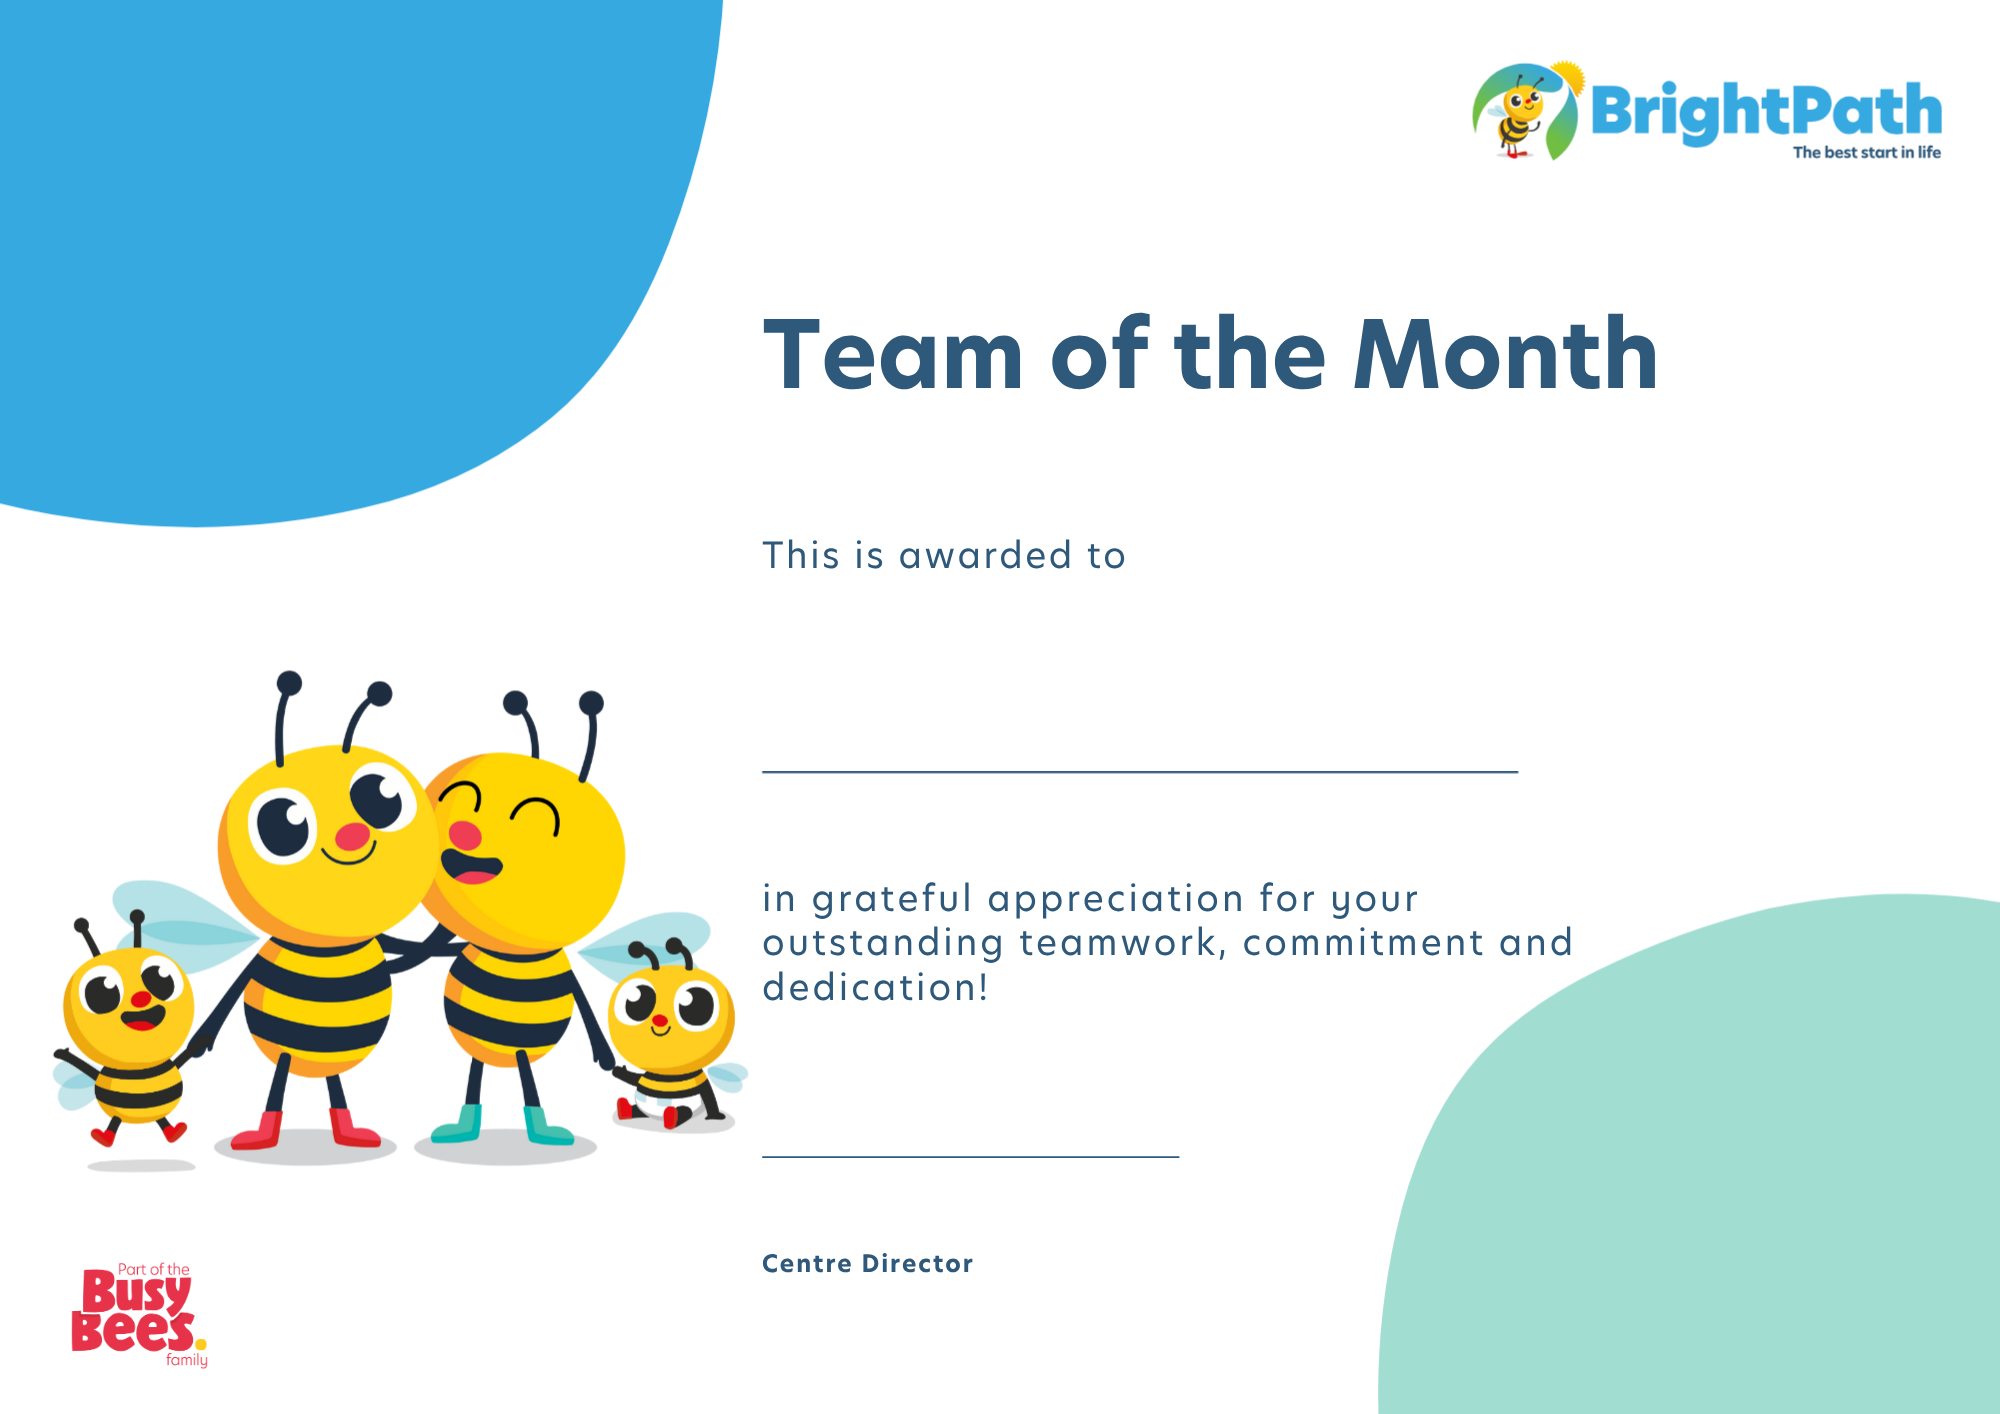 BrightPath
The best start in life
Team of the Month
This is awarded to
in grateful appreciation for your
outstanding teamwork, commitment and
dedication!
Centre Director
Part of the
Busy
Bees.
family